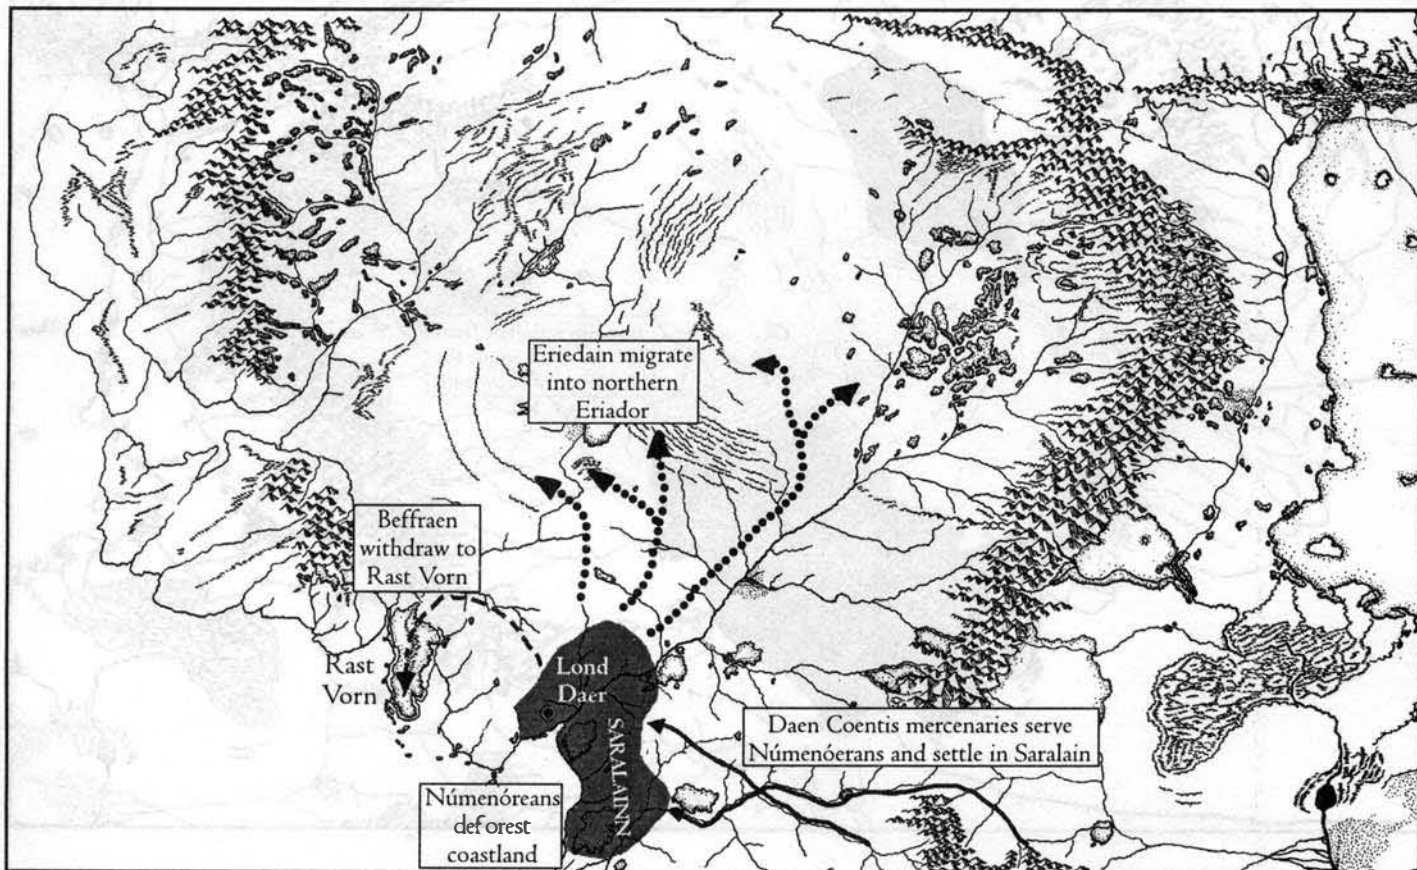 Eriedain migrate
into northern
Eriador
Beffraen
withdraw to
Rast Vorn
Rast
Vorn
Lond
Daer
SARALAINN
Daen Coentis mercenaries serve
Númenóerans and settle in Saralain
Númenóreans
deforest
coastland